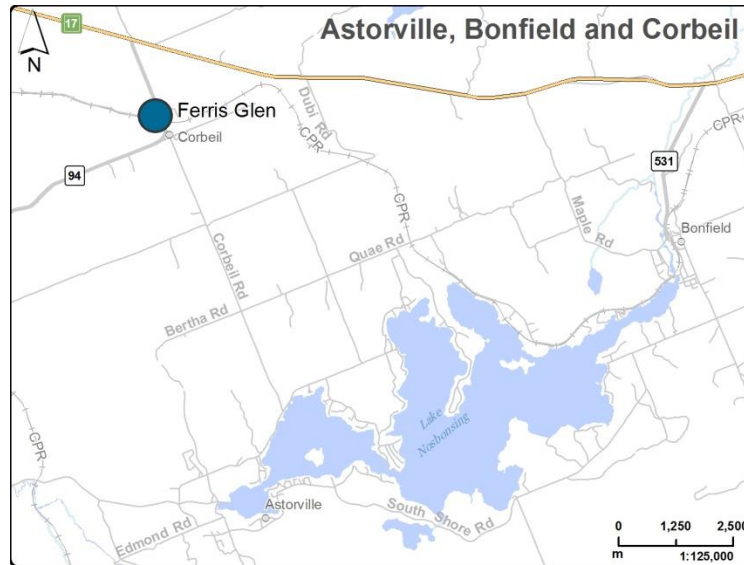 Astorville, Bonfield and Corbeil
17
N
Ferris Glen
Corbeil
Dubi Rd
CPR
CPR
94
531
CPR
Maple Rd
Bonfield
Corbeil Rd
Quae Rd
Bertha Rd
Lake
Nosbonsing
CPR
Astorville
South Shore Rd
Edmond Rd
0 1,250 2,500
m 1:125,000